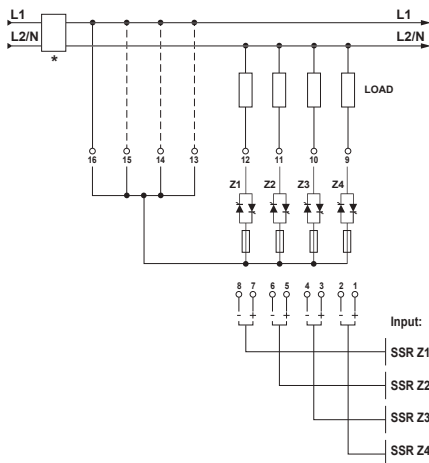 L1 L1
L2/N L2/N
*
LOAD
16 15 14 13 12 11 10 9
Z1 Z2 Z3 Z4
8 7 6 5 4 3 2 1
- + - + - + - +
Input:
SSR Z1
SSR Z2
SSR Z3
SSR Z4